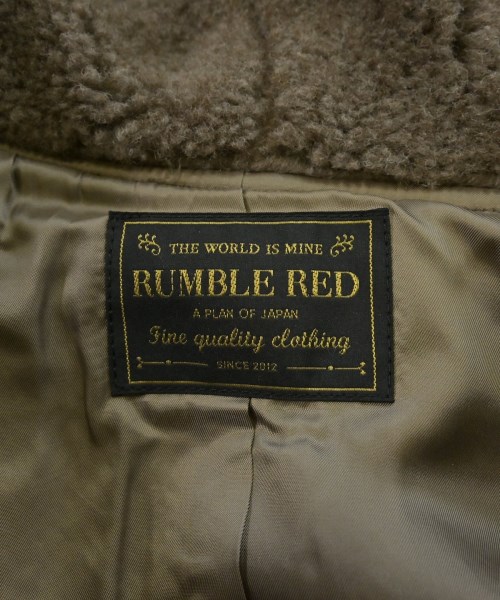 THE WORLD IS MINE
RUMBLE RED
A PLAN OF JAPAN
Fine quality clothing
SINCE 2012